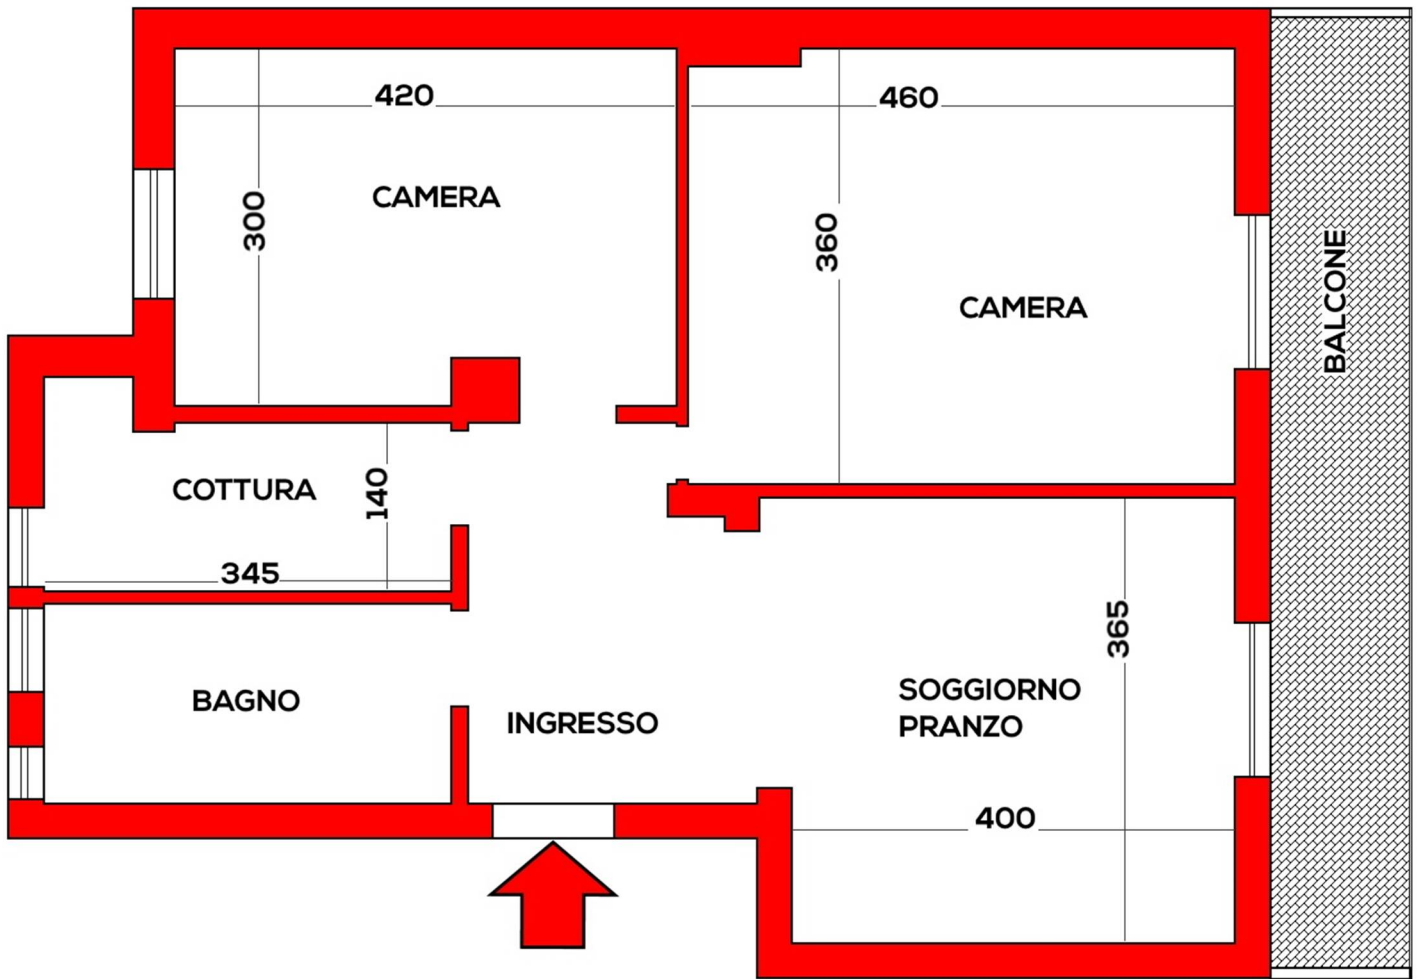 420
460
300
CAMERA
360
CAMERA
BALCONE
COTTURA
140
345
365
BAGNO
INGRESSO
SOGGIORNO
PRANZO
400